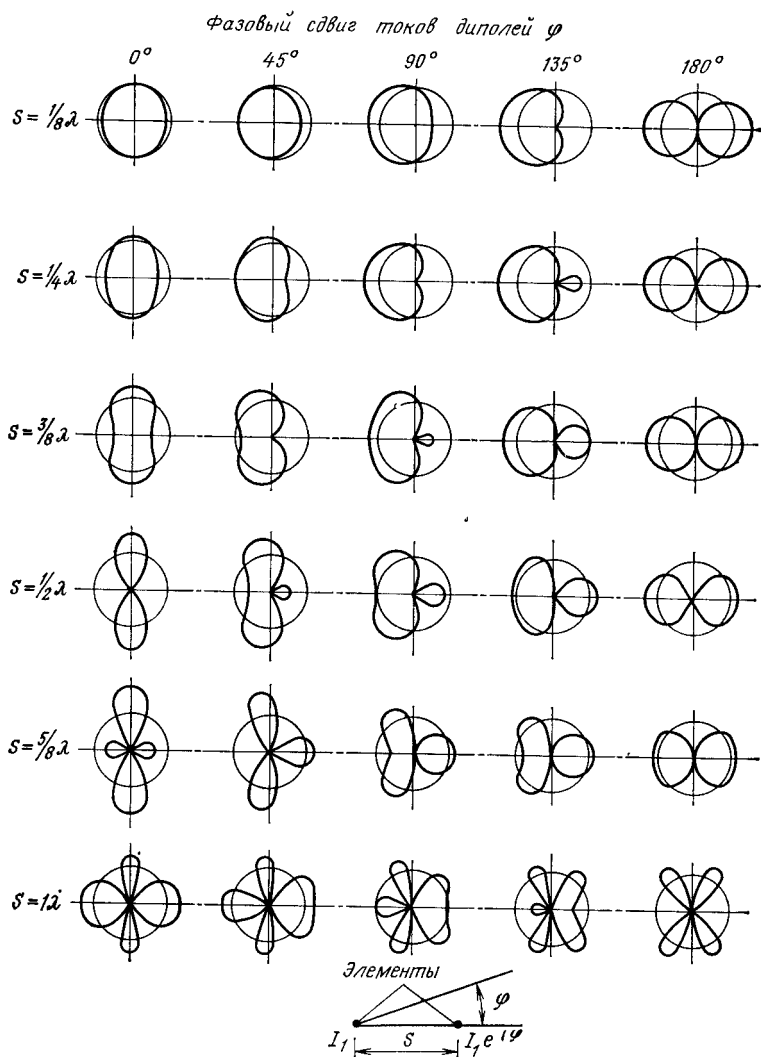 Фазовый сдвиг токов диполей φ
0° 45° 90° 135° 180°
S = 1/8 λ
S = 1/4 λ
S = 3/8 λ
S = 1/2 λ
S = 5/8 λ
S = 1λ
Элементы
φ
I₁ S I₁ e^iφ